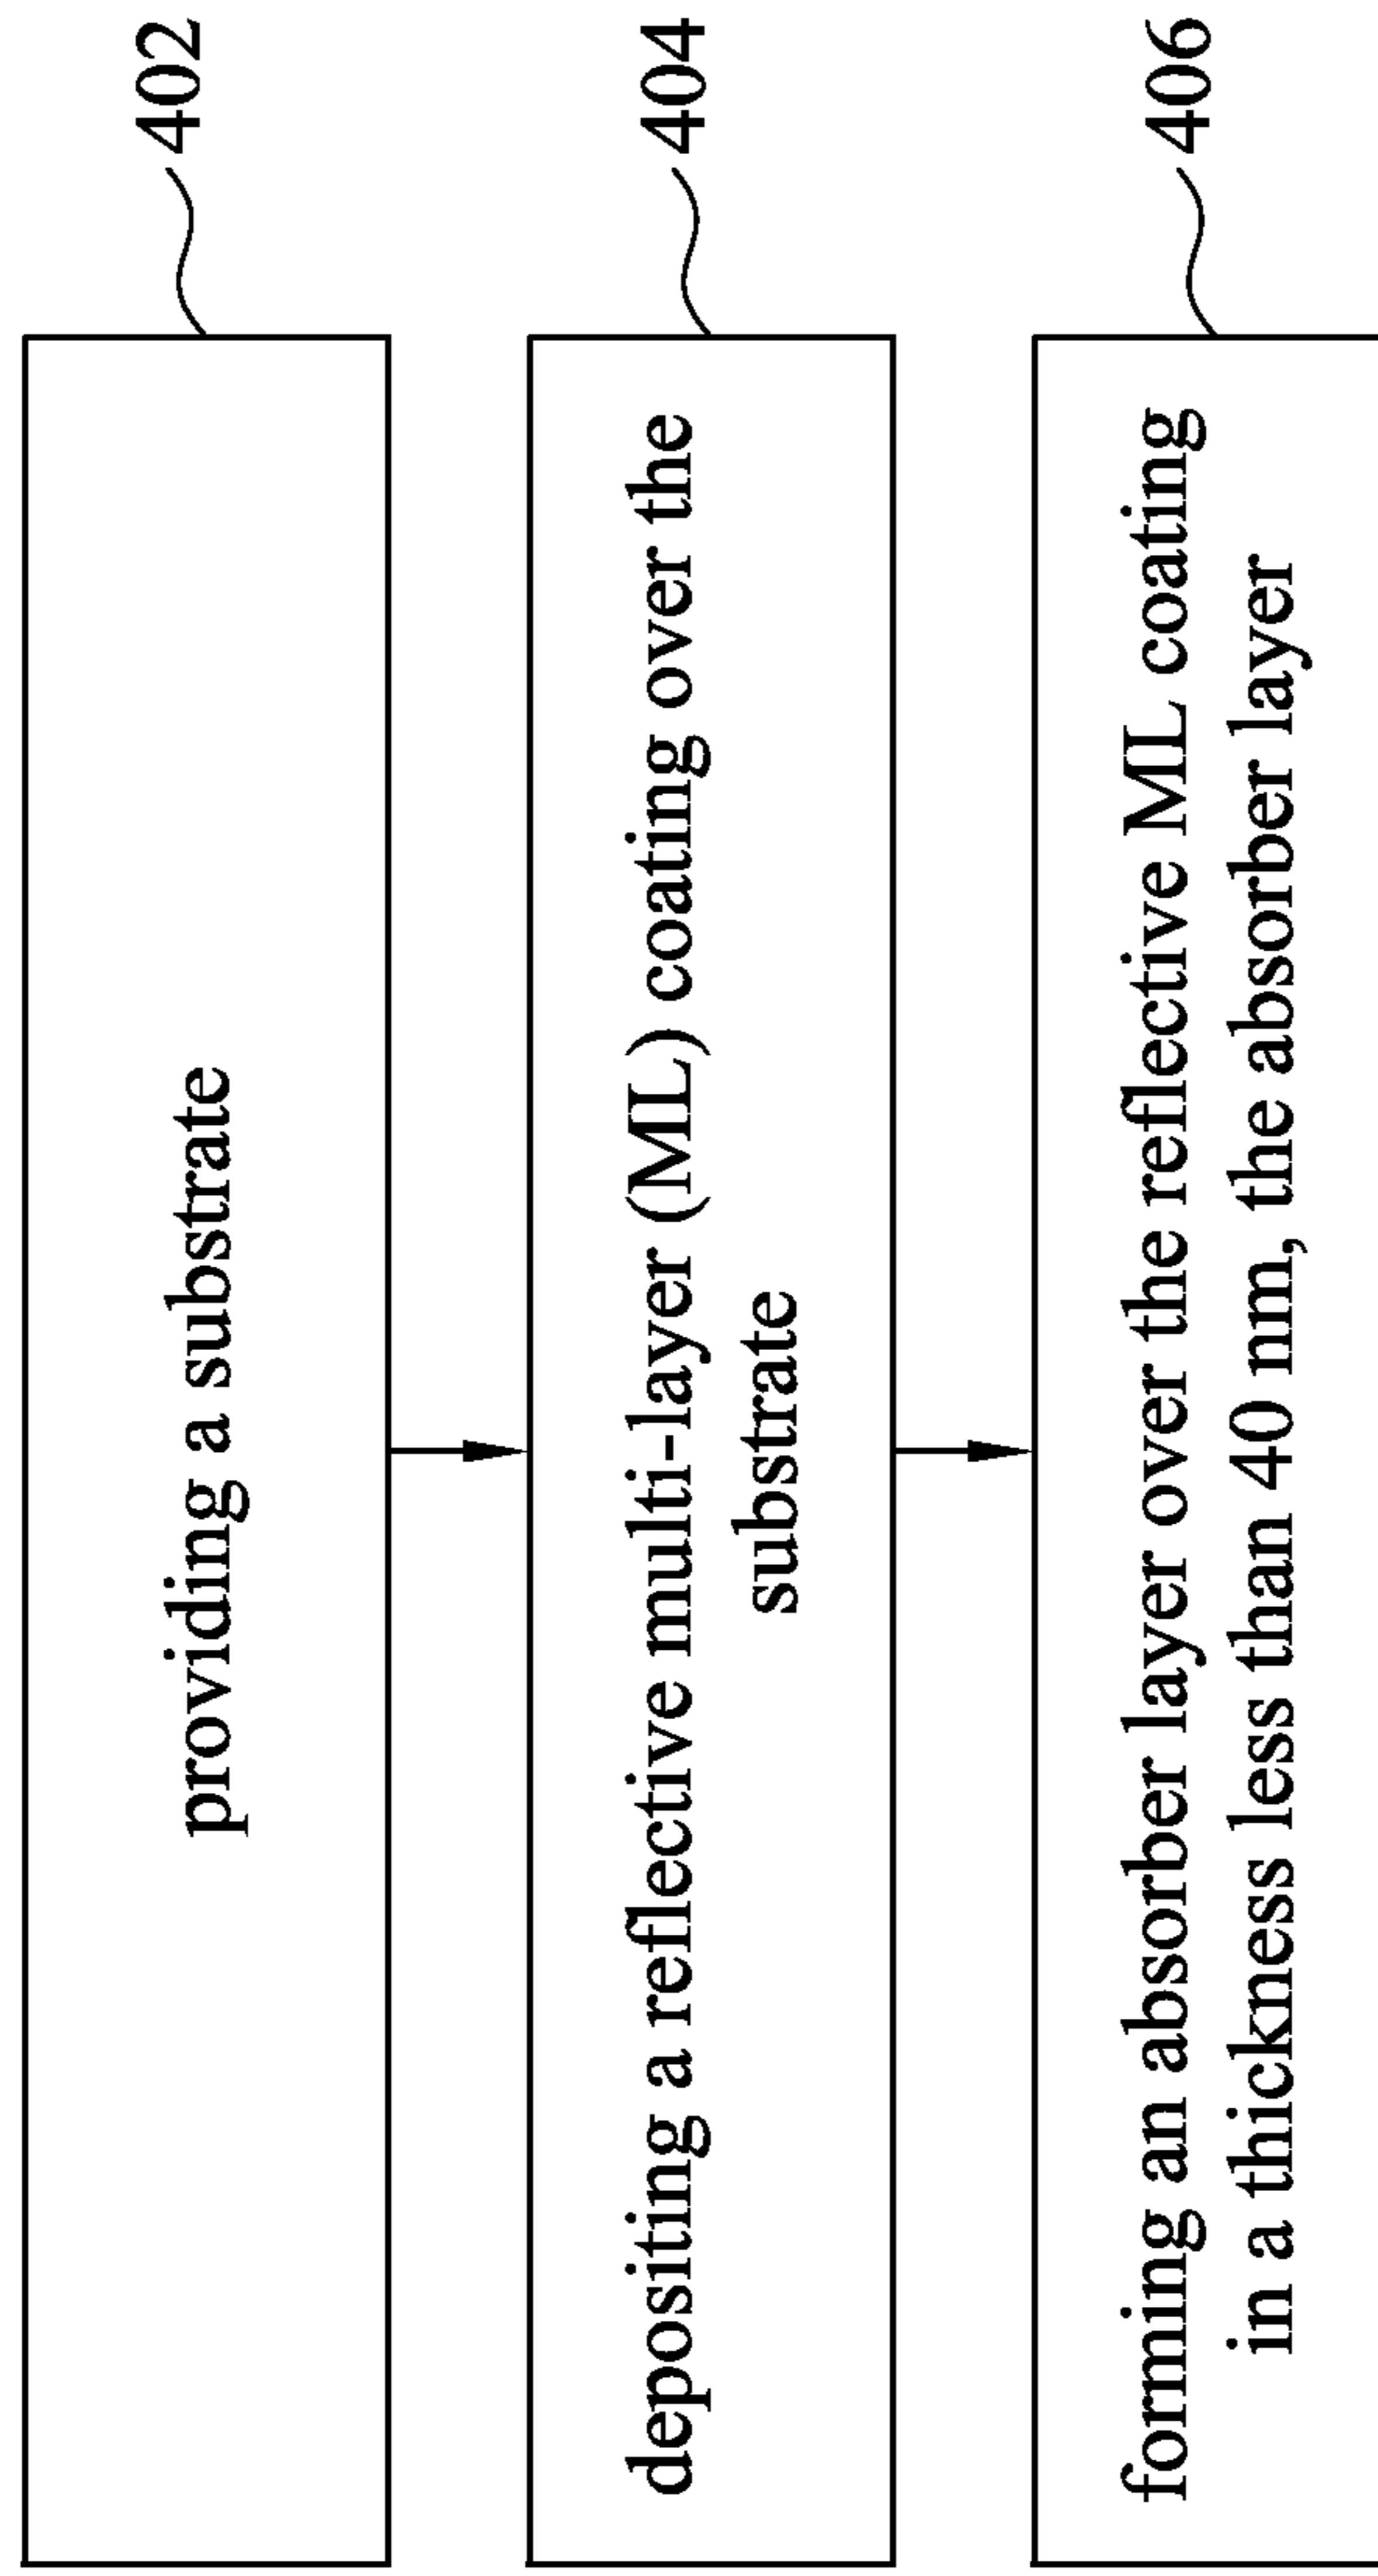 providing a substrate
402
depositing a reflective multi-layer (ML) coating over the
substrate
404
forming an absorber layer over the reflective ML coating
in a thickness less than 40 nm, the absorber layer
406